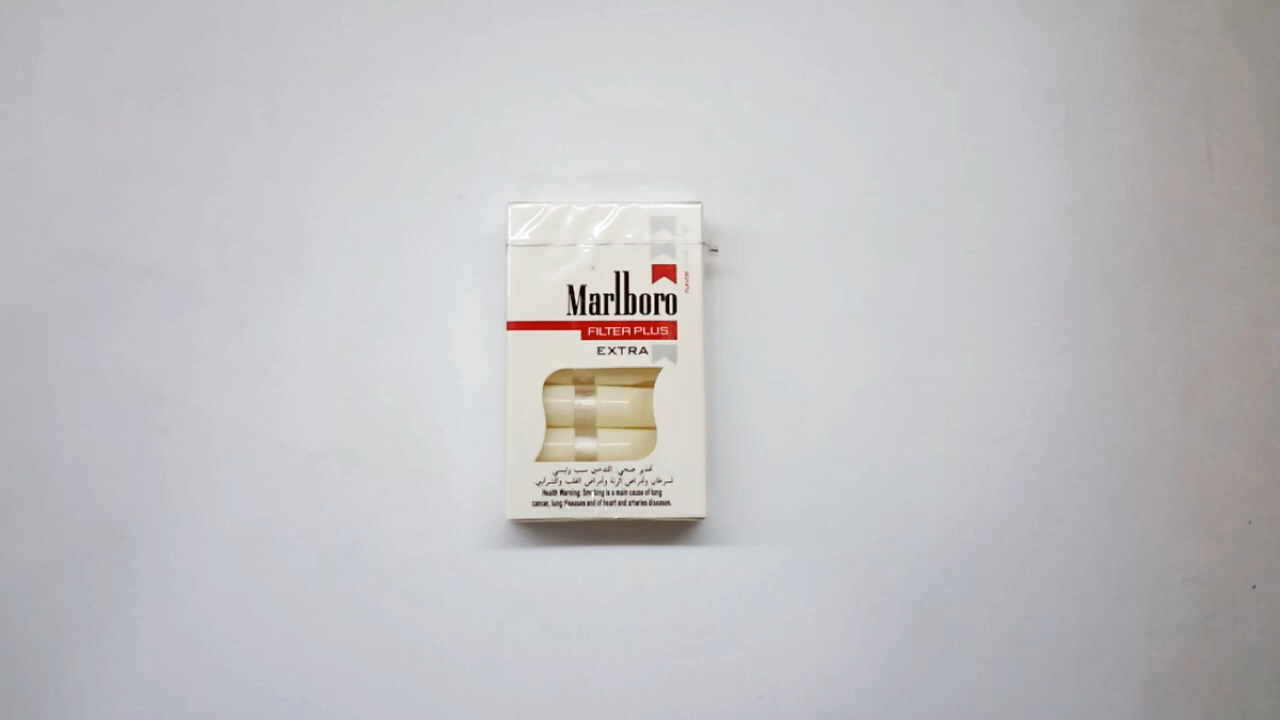 Marlboro
FILTER PLUS
EXTRA
تحذير صحي: التدخين سبب رئيسي
لسرطان وأمراض الرئة وأمراض القلب والشرايين.
Health Warning: Smoking is a main cause of lung
cancer, lung diseases and of heart and arteries diseases.